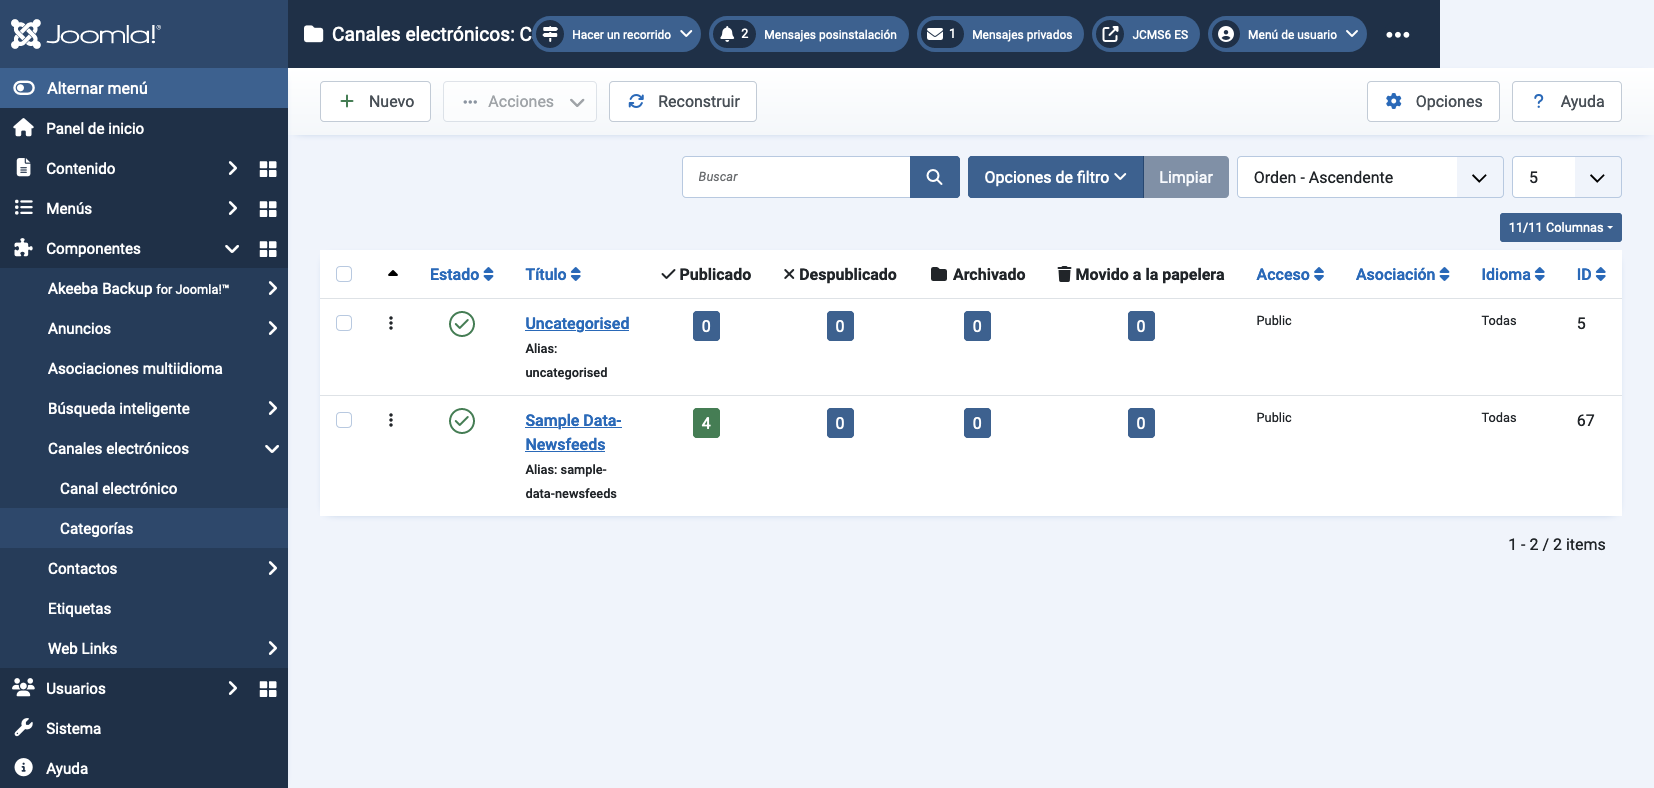 Joomla!®
Canales electrónicos: C
Hacer un recorrido
2 Mensajes posinstalación
1 Mensajes privados
JCMS6 ES
Menú de usuario
Alternar menú
Panel de inicio
Contenido
Menús
Componentes
Akeeba Backup for Joomla!™
Anuncios
Asociaciones multiidioma
Búsqueda inteligente
Canales electrónicos
Canal electrónico
Categorías
Contactos
Etiquetas
Web Links
Usuarios
Sistema
Ayuda
Nuevo
Acciones
Reconstruir
Opciones
? Ayuda
Buscar
Opciones de filtro
Limpiar
Orden - Ascendente
5
11/11 Columnas
Estado Título Publicado Despublicado Archivado Movido a la papelera Acceso Asociación Idioma ID
Uncategorised 0 0 0 0 Public Todas 5
Alias:
uncategorised
Sample Data- 4 0 0 0 Public Todas 67
Newsfeeds
Alias: sample-
data-newsfeeds
1 - 2 / 2 items